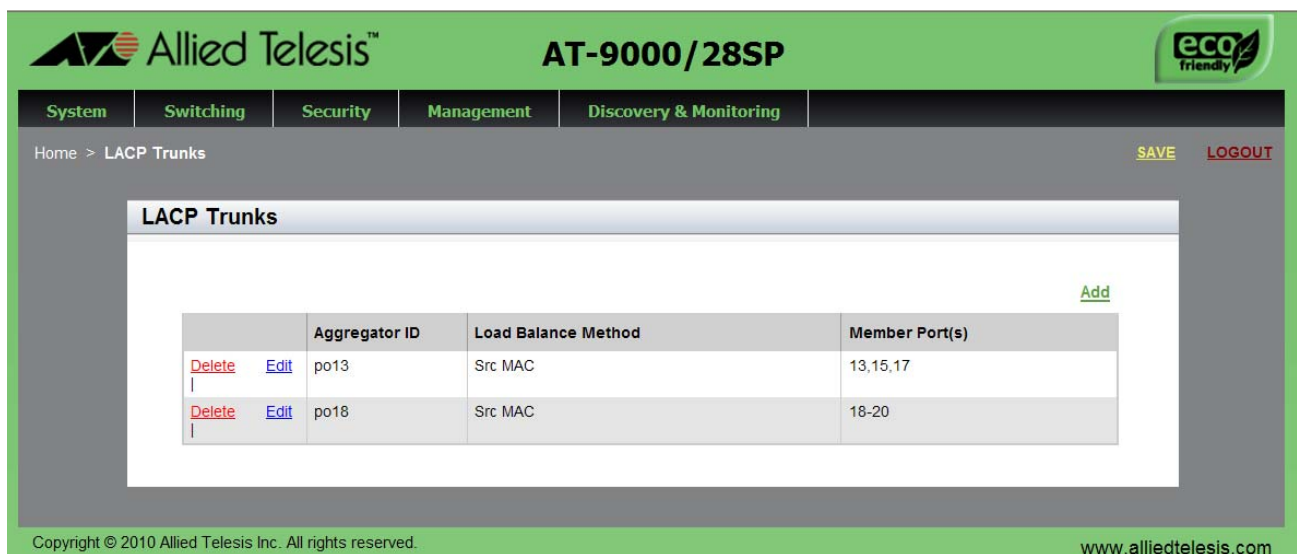 Allied Telesis™
AT-9000/28SP
eco friendly
System Switching Security Management Discovery & Monitoring
Home > LACP Trunks
SAVE LOGOUT
LACP Trunks
Add
Aggregator ID Load Balance Method Member Port(s)
Delete | Edit po13 Src MAC 13,15,17
Delete | Edit po18 Src MAC 18-20
Copyright © 2010 Allied Telesis Inc. All rights reserved.
www.alliedtelesis.com